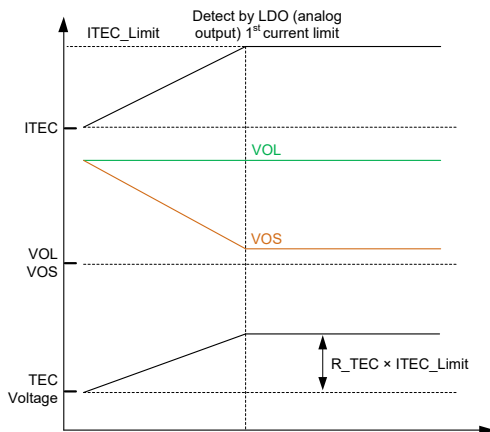 Detect by LDO (analog
output) 1st current limit
ITEC_Limit
ITEC
VOL
VOS
VOL
VOS
R_TEC × ITEC_Limit
TEC
Voltage